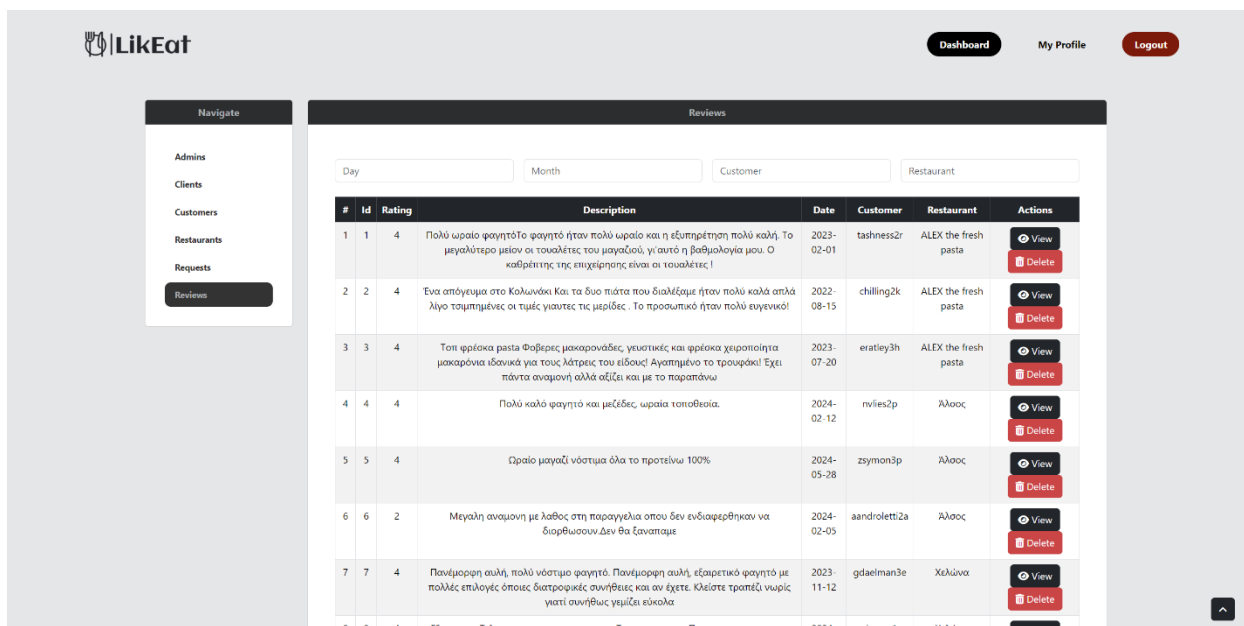 LikEat
Dashboard My Profile Logout
Navigate
Admins
Clients
Customers
Restaurants
Requests
Reviews
Reviews
Day Month Customer Restaurant
# Id Rating Description Date Customer Restaurant Actions
1 1 4 Πολύ ωραίο φαγητόΤο φαγητό ήταν πολύ ωραίο και η εξυπηρέτηση πολύ καλή. Το 2023- tashness2r ALEX the fresh View
μεγαλύτερο μείον οι τουαλέτες του μαγαζιού, γι'αυτό η βαθμολογία μου. Ο 02-01 pasta
καθρέπτης της επιχείρησης είναι οι τουαλέτες ! Delete
2 2 4 Ένα απόγευμα στο Κολωνάκι Και τα δυο πιάτα που διαλέξαμε ήταν πολύ καλά απλά 2022- chilling2k ALEX the fresh View
λίγο τσιμπημένες οι τιμές γιαυτες τις μερίδες . Το προσωπικό ήταν πολύ ευγενικό! 08-15 pasta Delete
3 3 4 Τοπ φρέσκα pasta Φοβερες μακαρονάδες, γευστικές και φρέσκα χειροποίητα 2023- eratley3h ALEX the fresh View
μακαρόνια ιδανικά για τους λάτρεις του είδους! Αγαπημένο το τρουφάκι! Έχει 07-20 pasta
πάντα αναμονή αλλά αξίζει και με το παραπάνω Delete
4 4 4 Πολύ καλό φαγητό και μεζέδες, ωραία τοποθεσία. 2024- nvlies2p Άλσος View
02-12 Delete
5 5 4 Ωραίο μαγαζί νόστιμα όλα το προτείνω 100% 2024- zsymon3p Άλσος View
05-28 Delete
6 6 2 Μεγαλη αναμονη με λαθος στη παραγγελια οπου δεν ενδιαφερθηκαν να 2024- aandroletti2a Άλσος View
διορθωσουν.Δεν θα ξαναπαμε 02-05 Delete
7 7 4 Πανέμορφη αυλή, πολύ νόστιμο φαγητό. Πανέμορφη αυλή, εξαιρετικό φαγητό με 2023- gdaelman3e Χελώνα View
πολλές επιλογές όποιες διατροφικές συνήθειες και αν έχετε. Κλείστε τραπέζι νωρίς 11-12
γιατί συνήθως γεμίζει εύκολα Delete